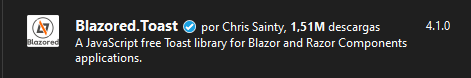 Blazored.Toast por Chris Sainty, 1,51M descargas 4.1.0
A JavaScript free Toast library for Blazor and Razor Components
Blazored applications.